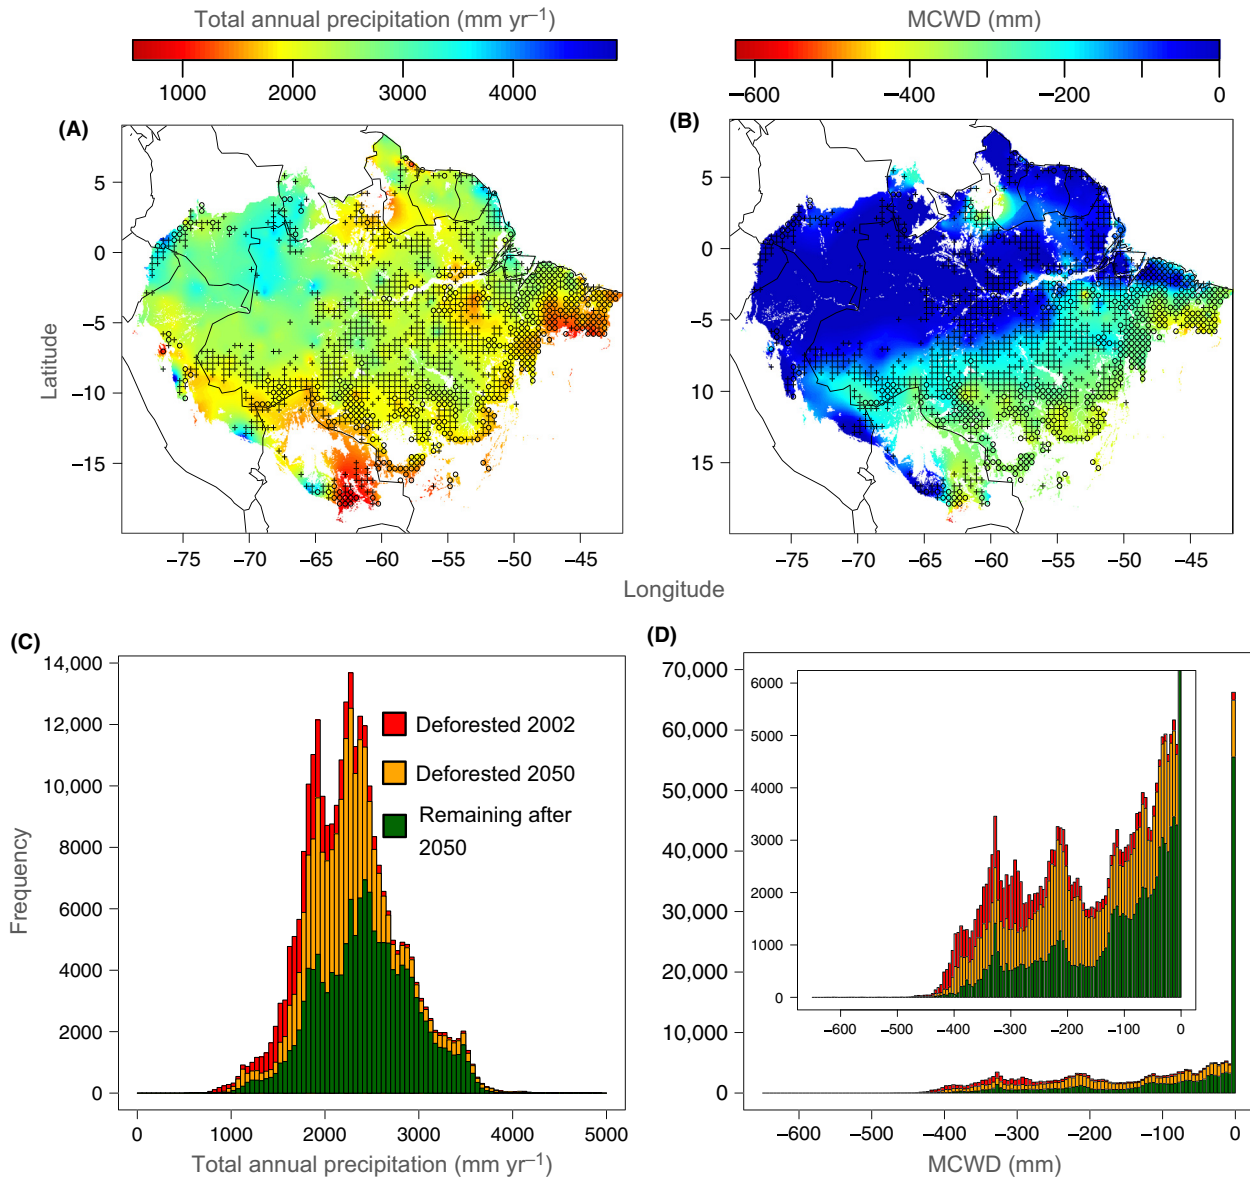 Total annual precipitation (mm yr⁻¹)
MCWD (mm)
1000 2000 3000 4000
−600 −400 −200 0
(A)
(B)
5
0
−5
−10
−15
5
0
−5
10
15
Latitude
−75 −70 −65 −60 −55 −50 −45
−75 −70 −65 −60 −55 −50 −45
Longitude
(C)
(D)
14,000
12,000
10,000
8000
6000
4000
2000
0
Frequency
Deforested 2002
Deforested 2050
Remaining after
2050
70,000
60,000
50,000
40,000
30,000
20,000
10,000
0
6000
5000
4000
3000
2000
1000
0
−600 −500 −400 −300 −200 −100 0
0 1000 2000 3000 4000 5000
−600 −500 −400 −300 −200 −100 0
Total annual precipitation (mm yr⁻¹)
MCWD (mm)